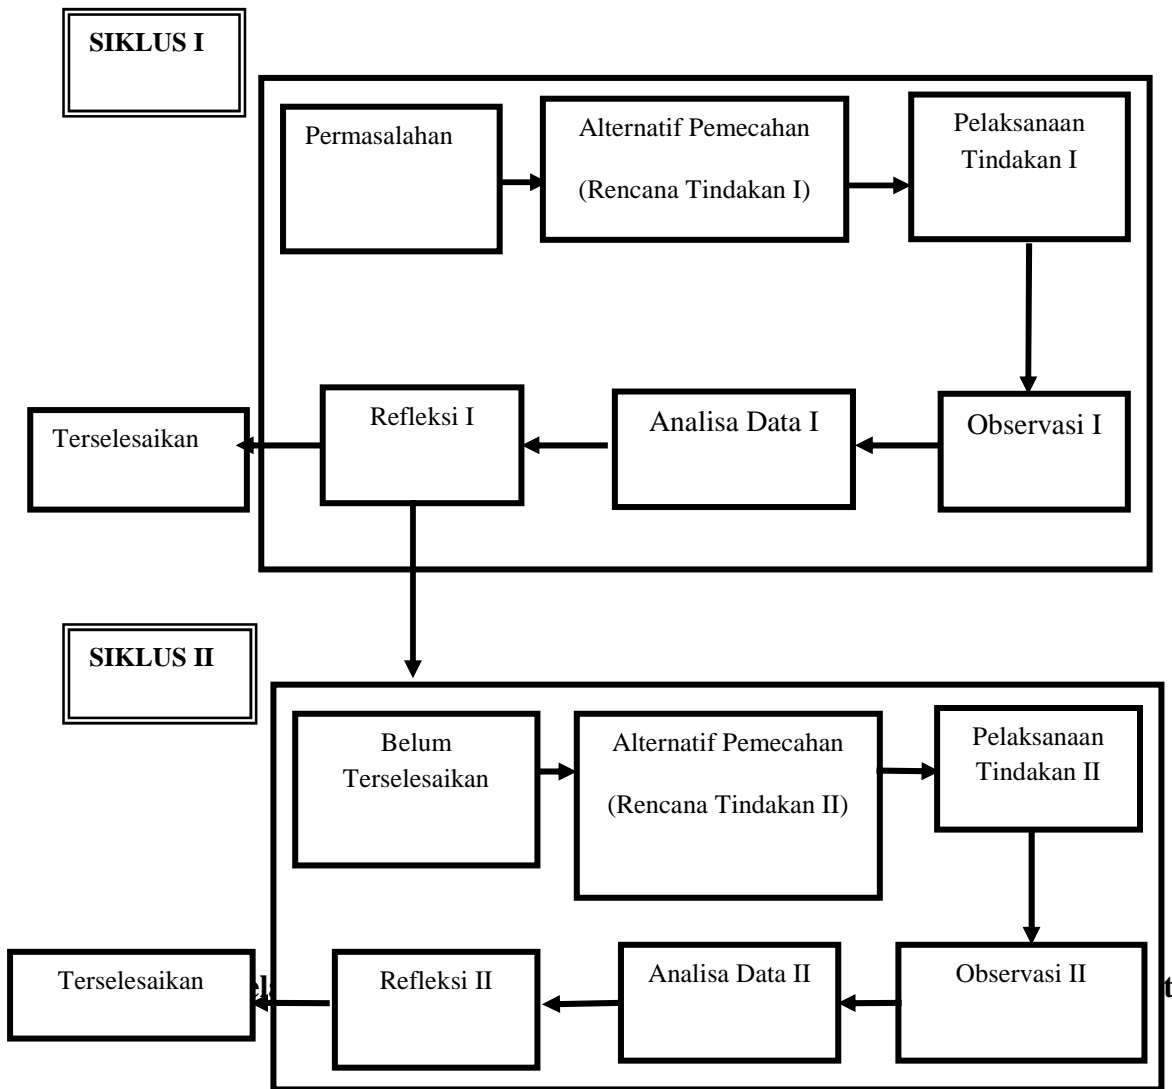 SIKLUS I
Permasalahan
Alternatif Pemecahan
(Rencana Tindakan I)
Pelaksanaan
Tindakan I
Terselesaikan
Refleksi I
Analisa Data I
Observasi I
SIKLUS II
Belum
Terselesaikan
Alternatif Pemecahan
(Rencana Tindakan II)
Pelaksanaan
Tindakan II
Terselesaikan
Refleksi II
Analisa Data II
Observasi II